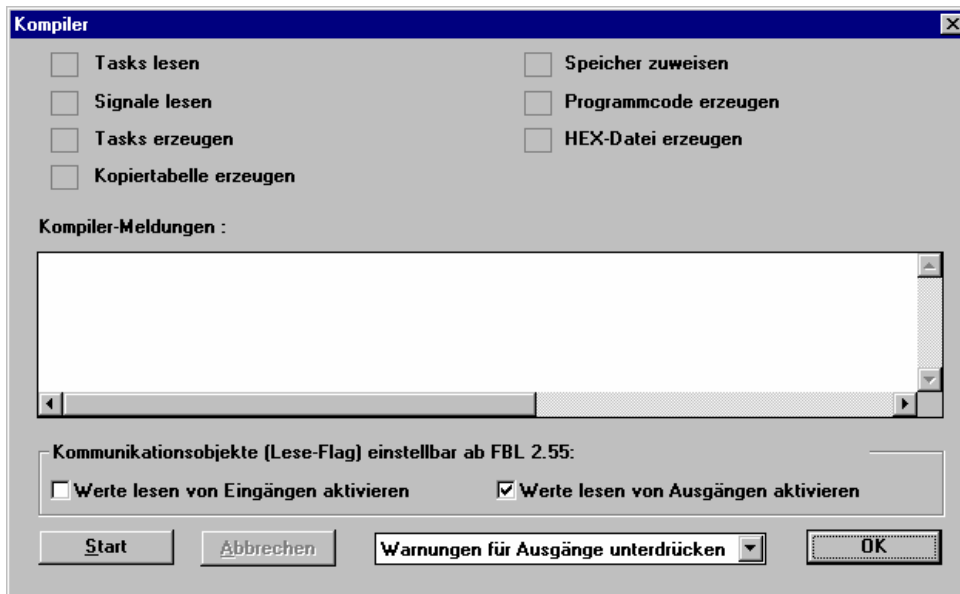 Kompiler
Tasks lesen
Signale lesen
Tasks erzeugen
Kopiertabelle erzeugen
Speicher zuweisen
Programmcode erzeugen
HEX-Datei erzeugen
Kompiler-Meldungen :
Kommunikationsobjekte (Lese-Flag) einstellbar ab FBL 2.55:
Werte lesen von Eingängen aktivieren
Werte lesen von Ausgängen aktivieren
Start
Abbrechen
Warnungen für Ausgänge unterdrücken
OK